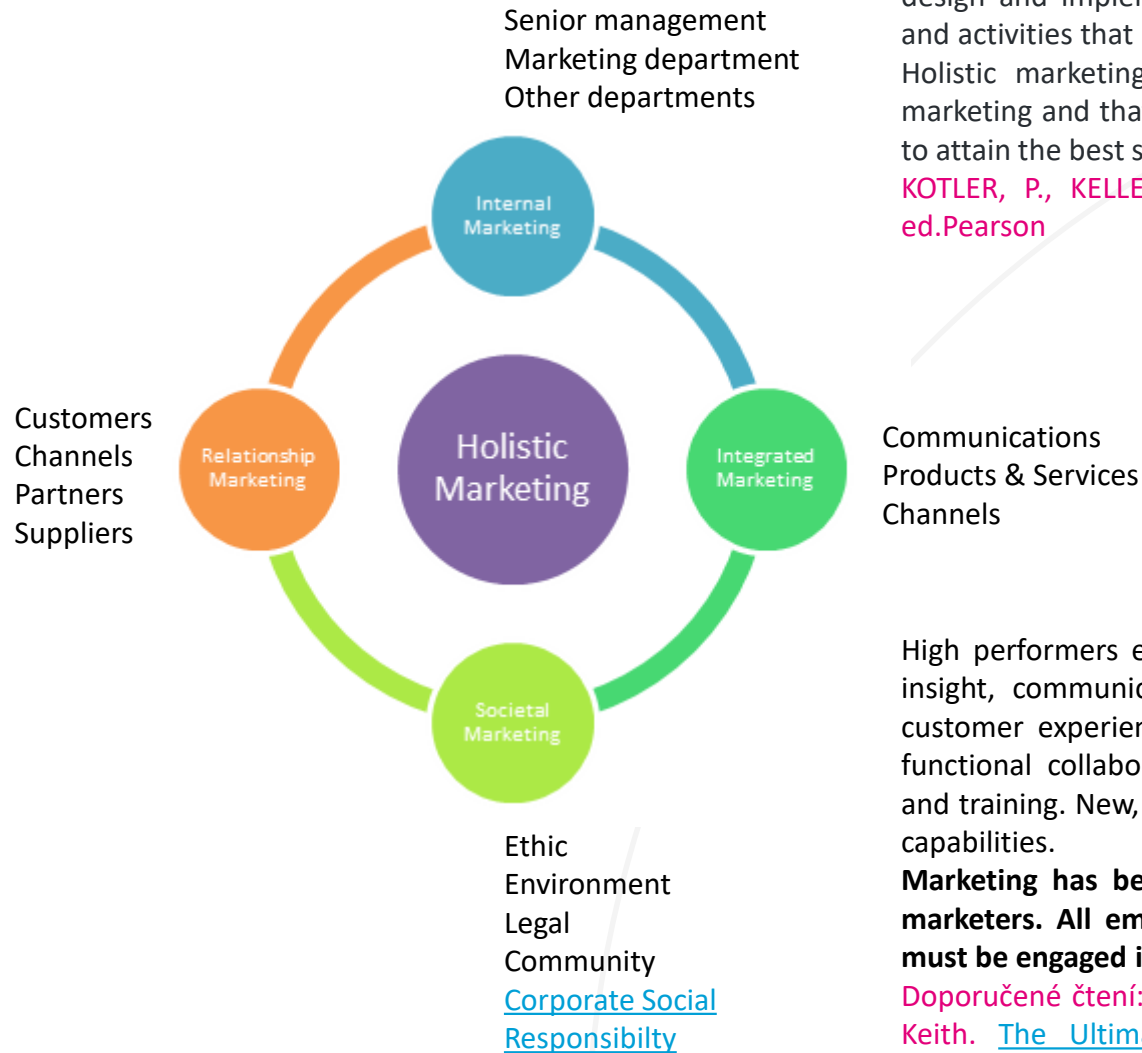 Senior management
Marketing department
Other departments
Internal
Marketing
Customers
Channels
Partners
Suppliers
Relationship
Marketing
Holistic
Marketing
Integrated
Marketing
Communications
Products & Services
Channels
Societal
Marketing
Ethic
Environment
Legal
Community
Corporate Social
Responsibilty
and activities that
Holistic marketing
marketing and tha
to attain the best s
KOTLER, P., KELLE
ed.Pearson
High performers e
insight, communic
customer experien
functional collabo
and training. New,
capabilities.
Marketing has be
marketers. All em
must be engaged i
Doporučené čtení:
Keith. The Ultim